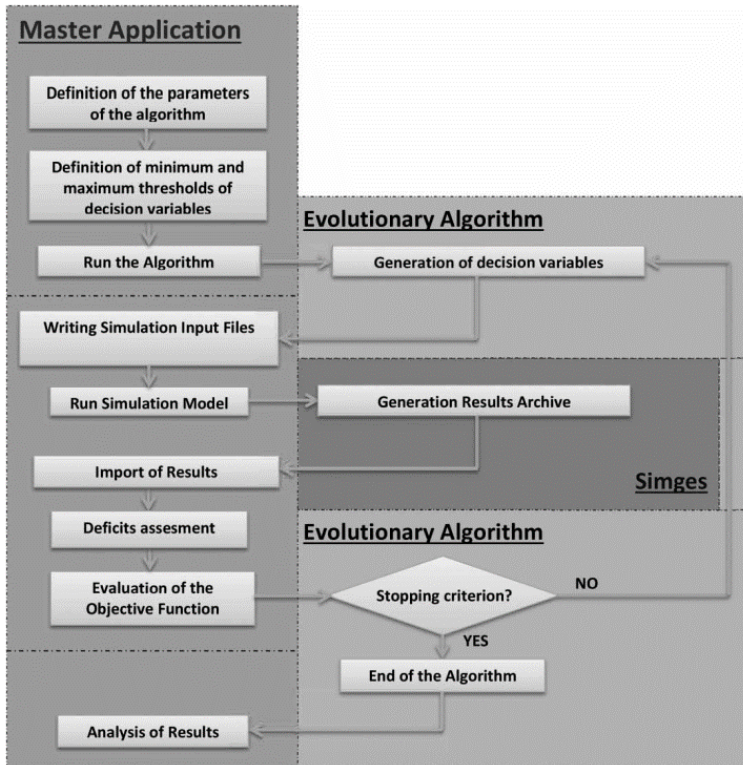 Master Application
Definition of the parameters
of the algorithm
Definition of minimum and
maximum thresholds of
decision variables
Run the Algorithm
Evolutionary Algorithm
Generation of decision variables
Writing Simulation Input Files
Run Simulation Model
Generation Results Archive
Simges
Import of Results
Deficits assesment
Evaluation of the
Objective Function
Evolutionary Algorithm
Stopping criterion?
NO
YES
End of the Algorithm
Analysis of Results